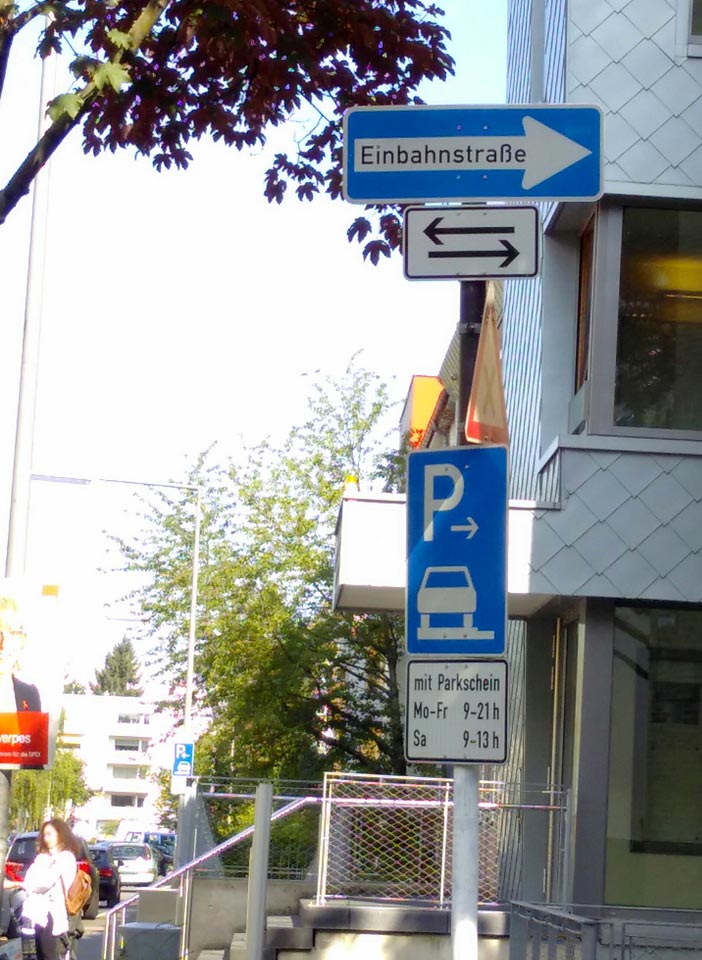 Einbahnstraße
P
mit Parkschein
Mo-Fr 9-21 h
Sa 9-13 h
P